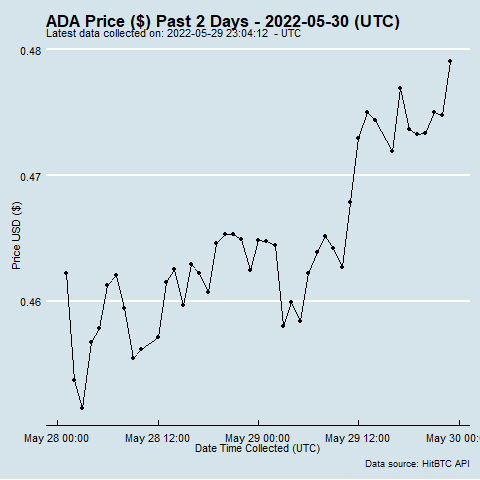 ADA Price ($) Past 2 Days - 2022-05-30 (UTC)
Latest data collected on: 2022-05-29 23:04:12 - UTC
0.48
0.47
0.46
Price USD ($)
May 28 00:00
May 28 12:00
May 29 00:00
May 29 12:00
May 30 00:
Date Time Collected (UTC)
Data source: HitBTC API